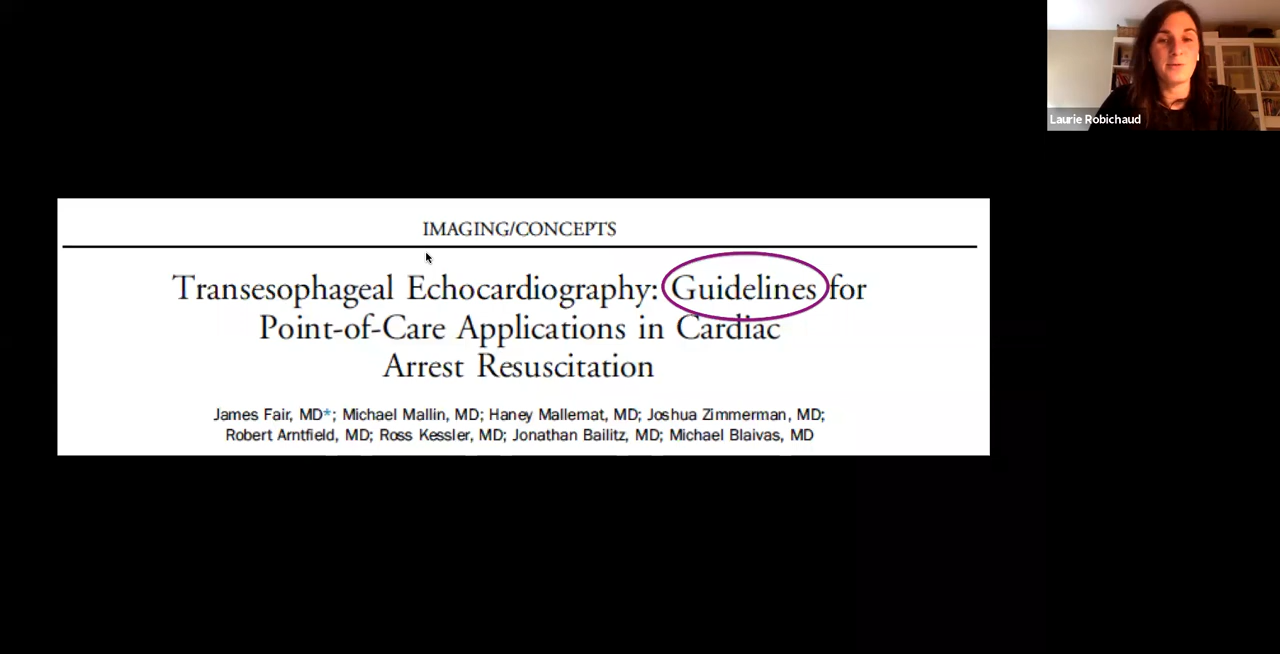 Laurie Robichaud
IMAGING/CONCEPTS
Transesophageal Echocardiography: Guidelines for
Point-of-Care Applications in Cardiac
Arrest Resuscitation
James Fair, MD*; Michael Mallin, MD; Haney Mallemat, MD; Joshua Zimmerman, MD;
Robert Arntfield, MD; Ross Kessler, MD; Jonathan Bailitz, MD; Michael Blaivas, MD